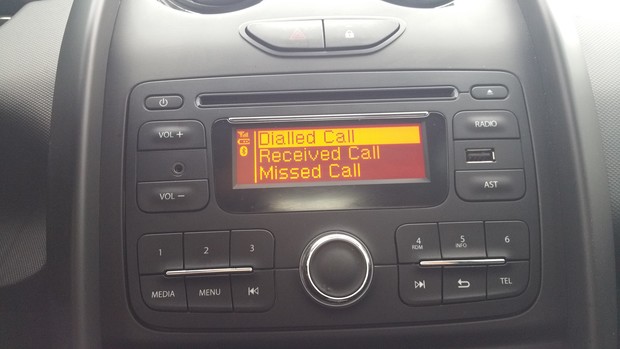 VOL +
VOL −
Dialled Call
Received Call
Missed Call
RADIO
AST
1 2 3
MEDIA MENU
4 5 6
RDM INFO
TEL